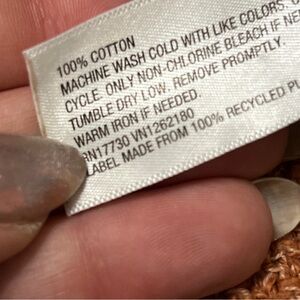 100% COTTON
MACHINE WASH COLD WITH LIKE COLORS.
CYCLE. ONLY NON-CHLORINE BLEACH IF
TUMBLE DRY LOW. REMOVE PROMPTLY.
WARM IRON IF NEEDED
RN17730 VN1262180
LABEL MADE FROM 100% RECYCLED